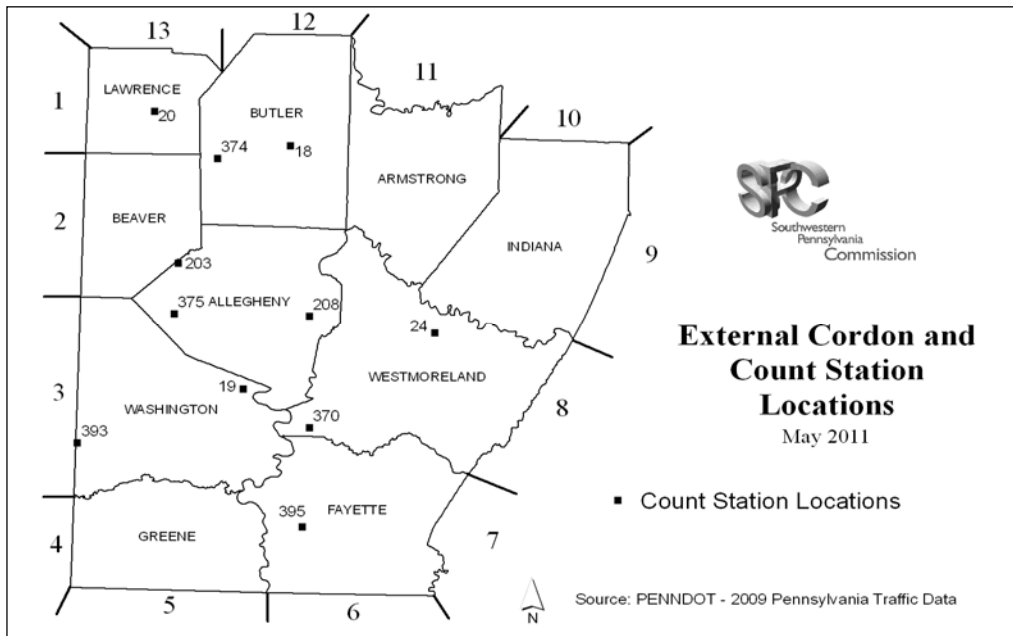 13
12
11
10
LAWRENCE
1
20
BUTLER
18
374
ARMSTRONG
SPC
Southwestern
Pennsylvania
Commission
2
BEAVER
INDIANA
9
203
375
ALLEGHENY
208
24
External Cordon and
Count Station
Locations
May 2011
WESTMORELAND
19
3
WASHINGTON
8
370
393
Count Station Locations
395
FAYETTE
7
4
GREENE
5
6
N
Source: PENNDOT - 2009 Pennsylvania Traffic Data